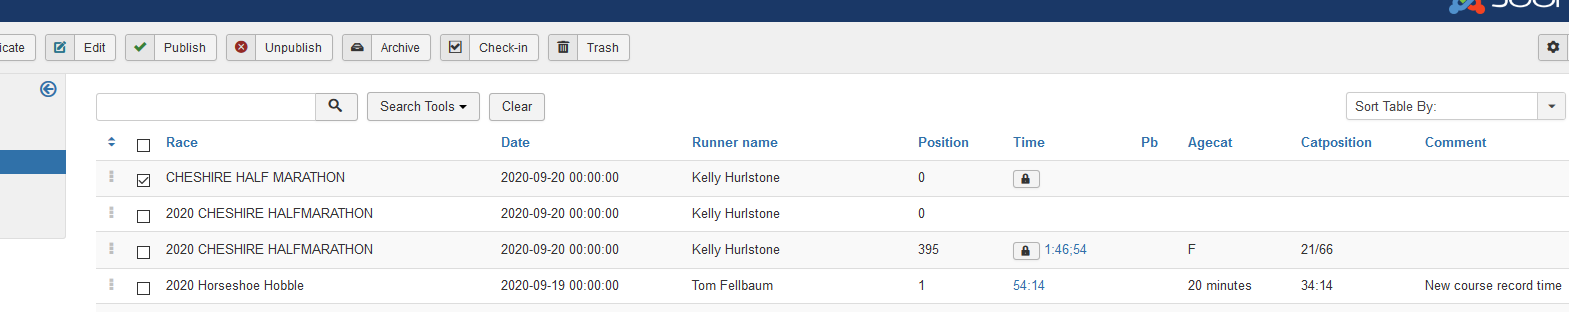 Edit Publish Unpublish Archive Check-in Trash
Search Tools Clear Sort Table By:
Race Date Runner name Position Time Pb Agecat Catposition Comment
CHESHIRE HALF MARATHON 2020-09-20 00:00:00 Kelly Hurlstone 0
2020 CHESHIRE HALFMARATHON 2020-09-20 00:00:00 Kelly Hurlstone 0
2020 CHESHIRE HALFMARATHON 2020-09-20 00:00:00 Kelly Hurlstone 395 1:46;54 F 21/66
2020 Horseshoe Hobble 2020-09-19 00:00:00 Tom Fellbaum 1 54:14 20 minutes 34:14 New course record time